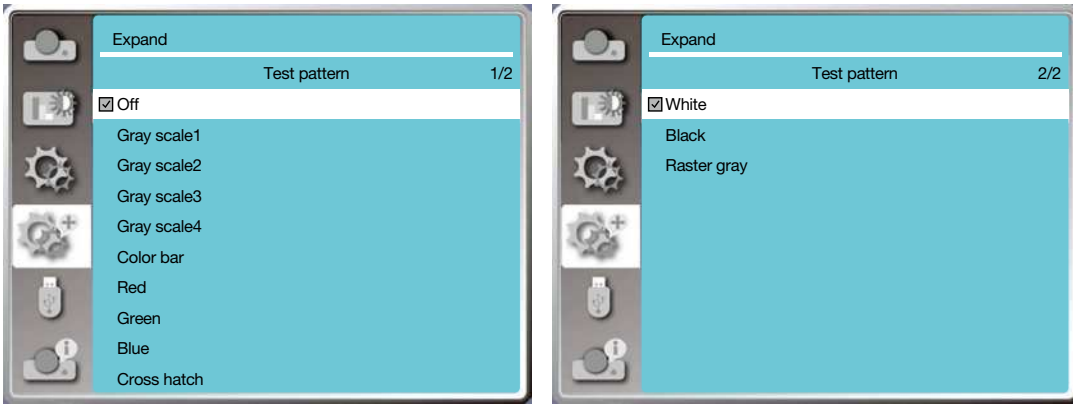 Expand
Test pattern 1/2
Off
Gray scale1
Gray scale2
Gray scale3
Gray scale4
Color bar
Red
Green
Blue
Cross hatch
Expand
Test pattern 2/2
White
Black
Raster gray